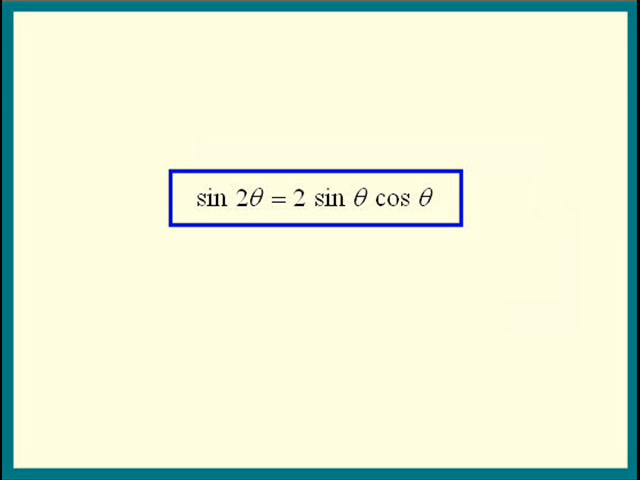 sin 2θ = 2 sin θ cos θ